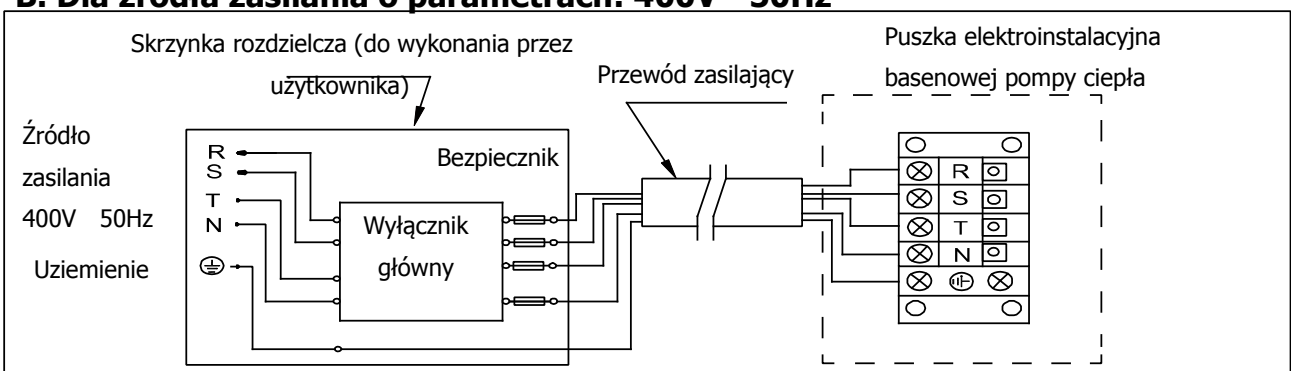 B. Dla źródła zasilania o parametrach: 400V 50Hz
Skrzynka rozdzielcza (do wykonania przez
użytkownika)
Przewód zasilający
Puszka elektroinstalacyjna
basenowej pompy ciepła
Źródło
zasilania
400V 50Hz
Uziemienie
R
S
T
N
Bezpiecznik
Wyłącznik
główny
R
S
T
N